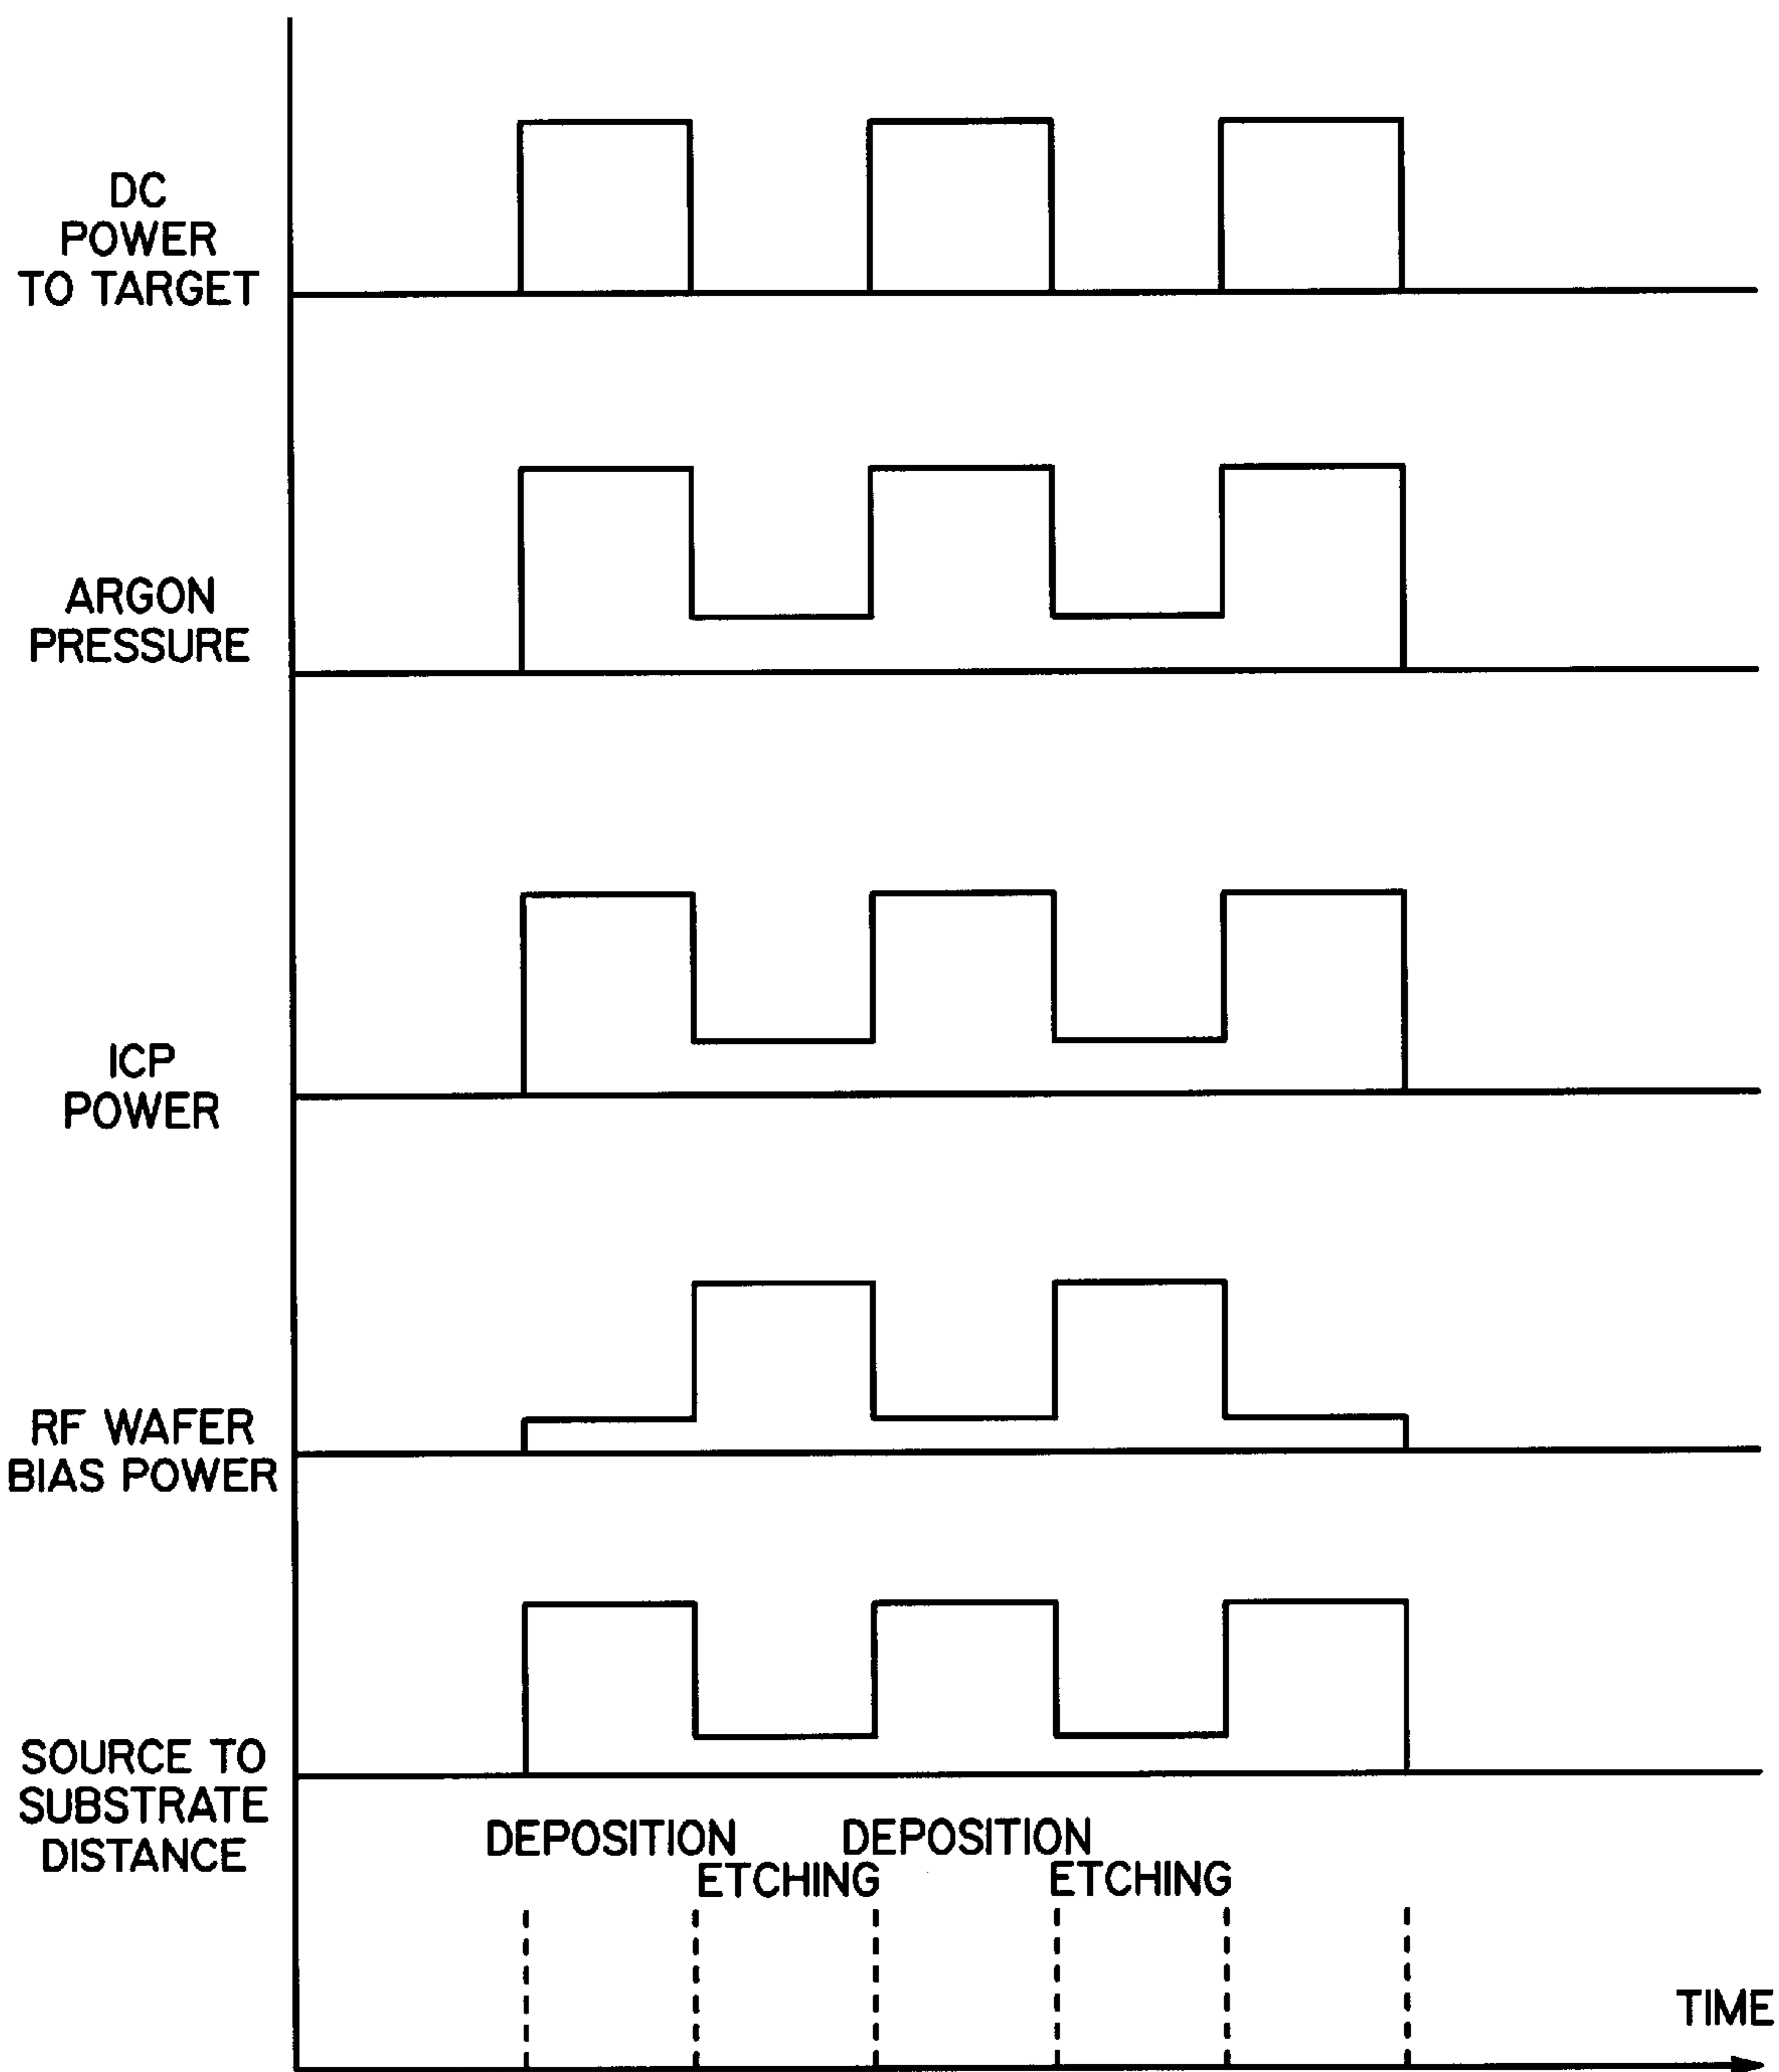 DC
POWER
TO TARGET
ARGON
PRESSURE
ICP
POWER
RF WAFER
BIAS POWER
SOURCE TO
SUBSTRATE
DISTANCE
DEPOSITION
ETCHING
DEPOSITION
ETCHING
TIME